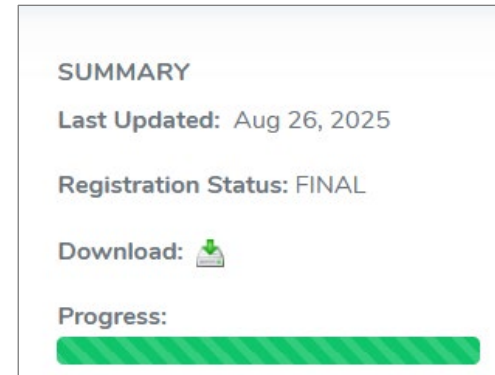 SUMMARY
Last Updated: Aug 26, 2025
Registration Status: FINAL
Download:
Progress: